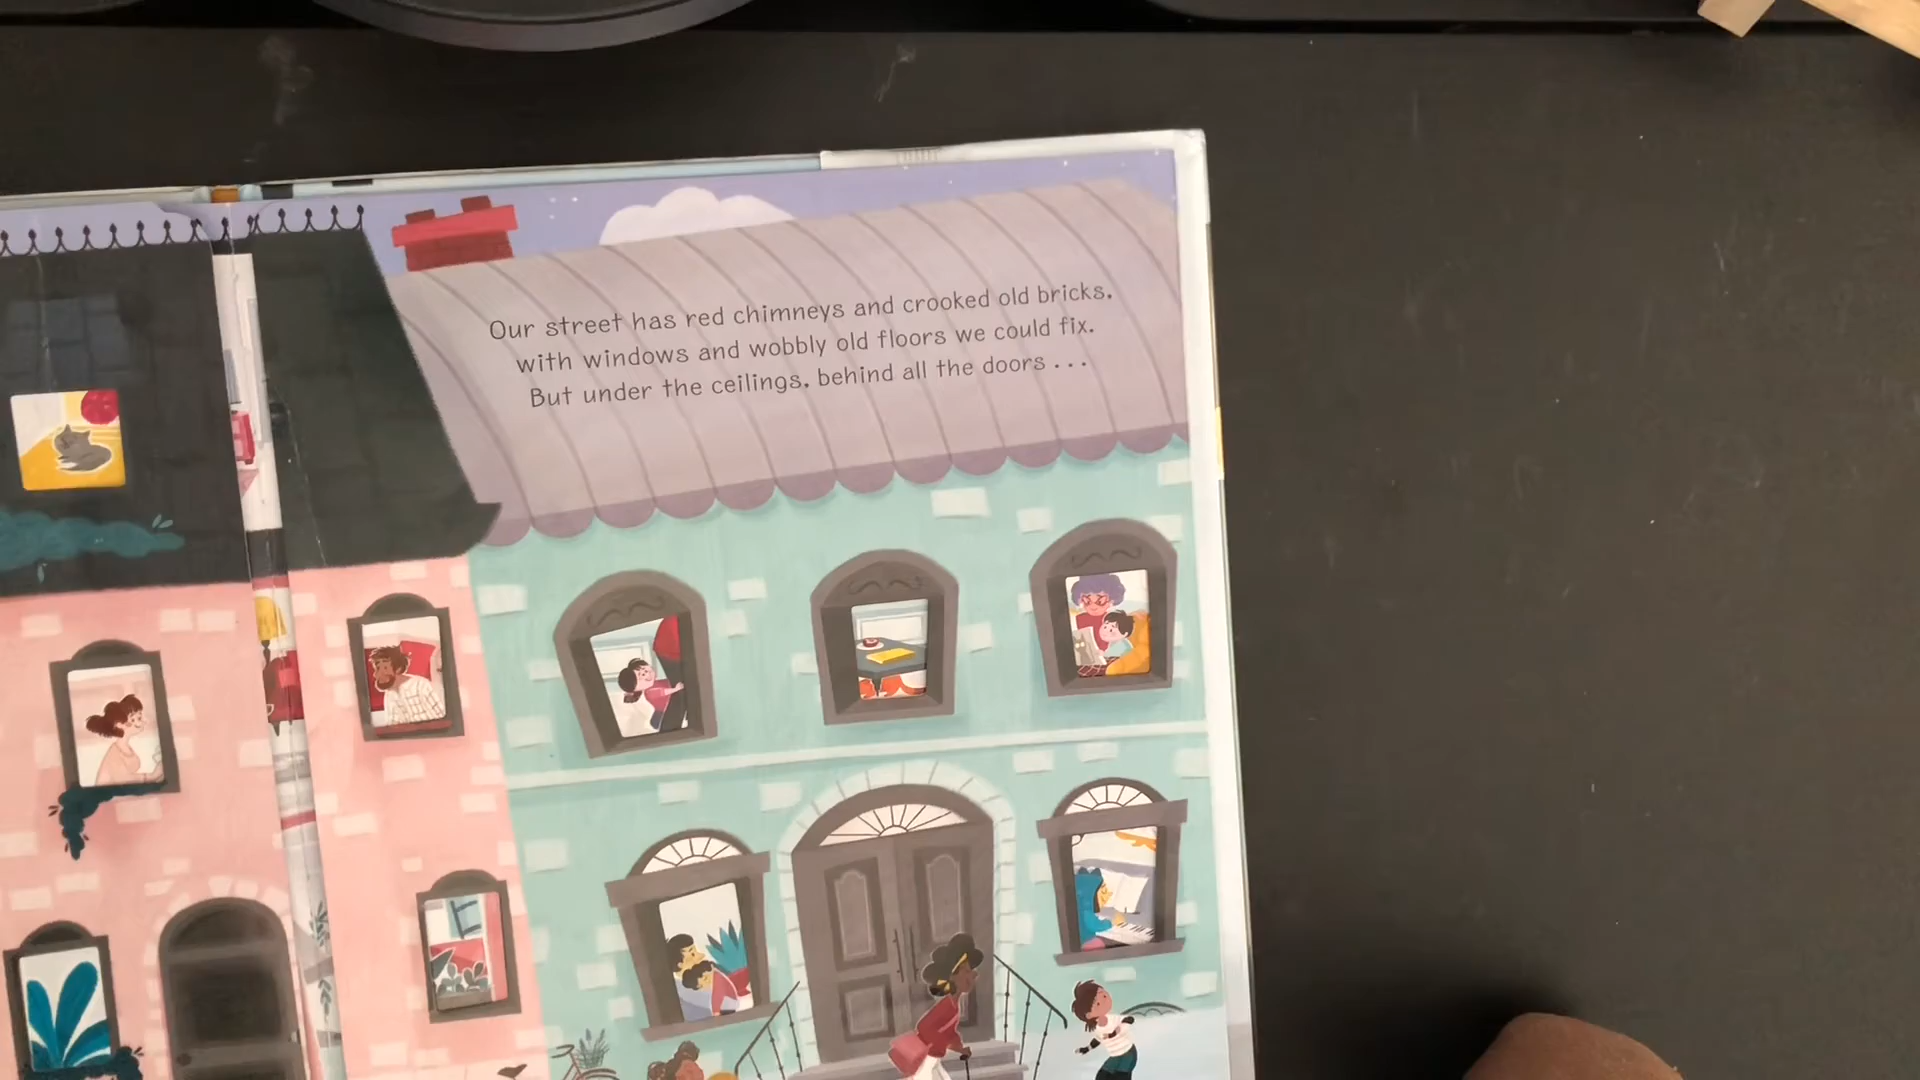 Our street has red chimneys and crooked old bricks,
with windows and wobbly old floors we could fix.
But under the ceilings, behind all the doors . . .